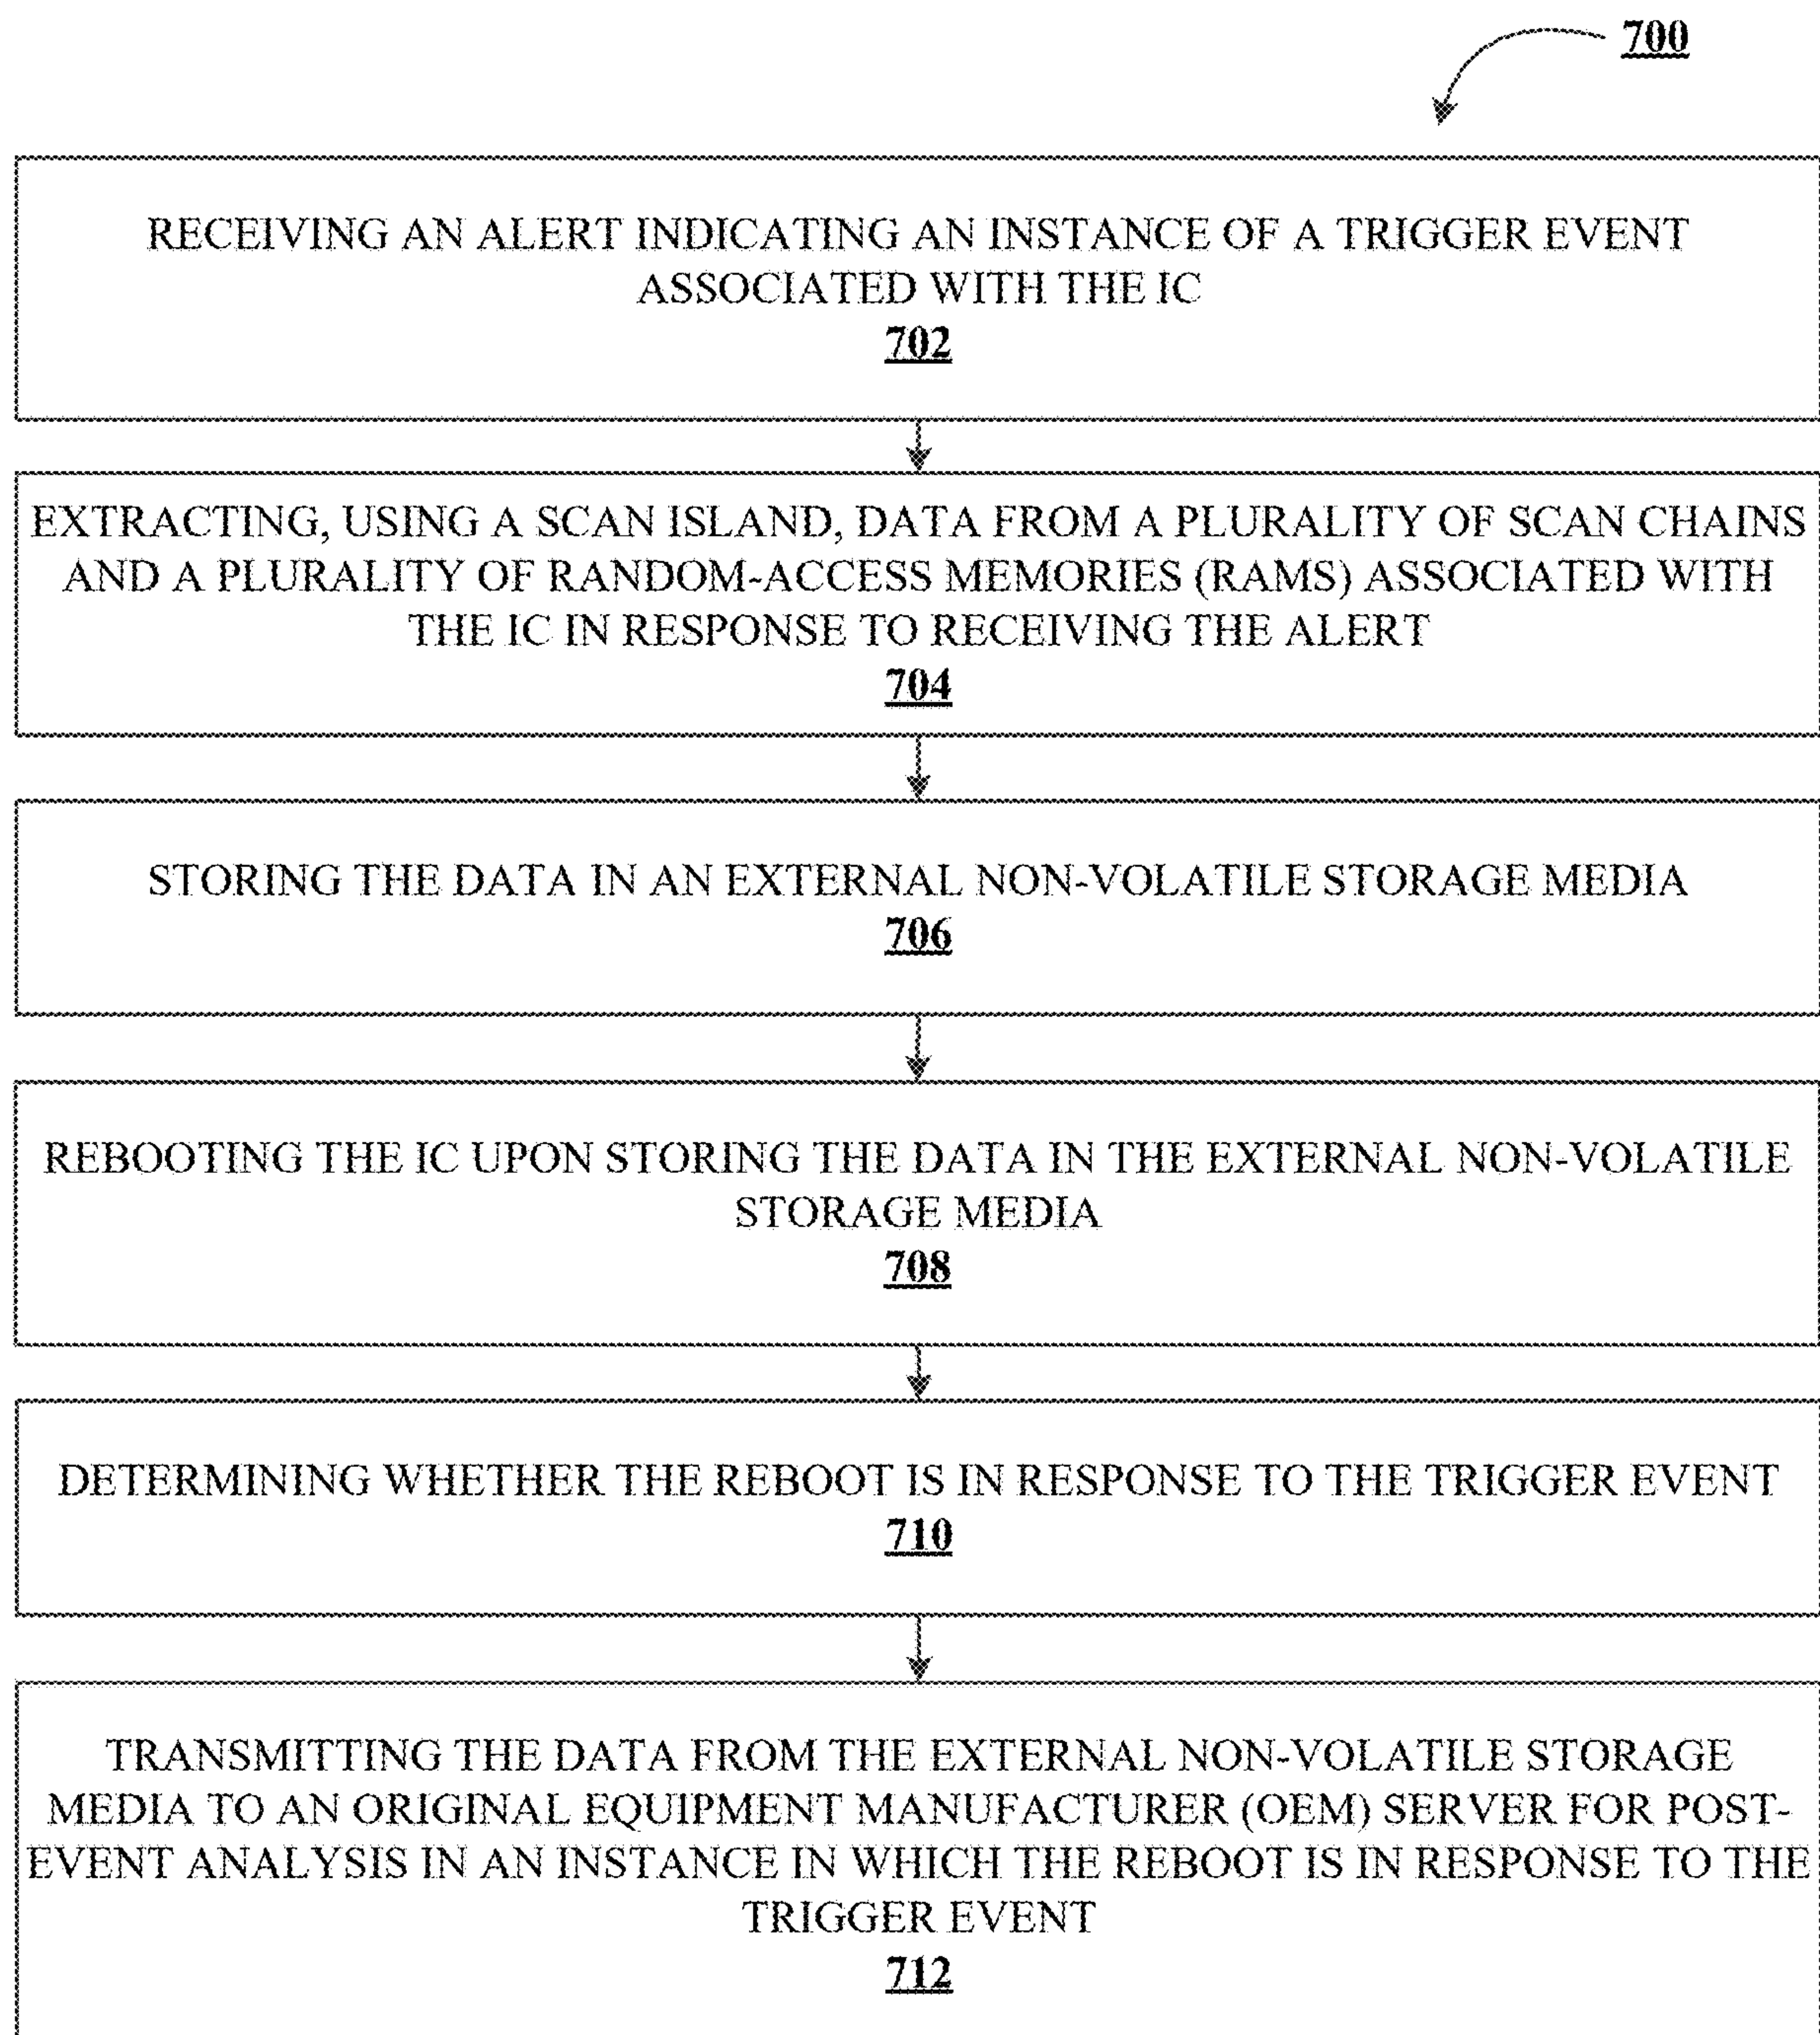 700
RECEIVING AN ALERT INDICATING AN INSTANCE OF A TRIGGER EVENT
ASSOCIATED WITH THE IC
702
EXTRACTING, USING A SCAN ISLAND, DATA FROM A PLURALITY OF SCAN CHAINS
AND A PLURALITY OF RANDOM-ACCESS MEMORIES (RAMS) ASSOCIATED WITH
THE IC IN RESPONSE TO RECEIVING THE ALERT
704
STORING THE DATA IN AN EXTERNAL NON-VOLATILE STORAGE MEDIA
706
REBOOTING THE IC UPON STORING THE DATA IN THE EXTERNAL NON-VOLATILE
STORAGE MEDIA
708
DETERMINING WHETHER THE REBOOT IS IN RESPONSE TO THE TRIGGER EVENT
710
TRANSMITTING THE DATA FROM THE EXTERNAL NON-VOLATILE STORAGE
MEDIA TO AN ORIGINAL EQUIPMENT MANUFACTURER (OEM) SERVER FOR POST-
EVENT ANALYSIS IN AN INSTANCE IN WHICH THE REBOOT IS IN RESPONSE TO THE
TRIGGER EVENT
712